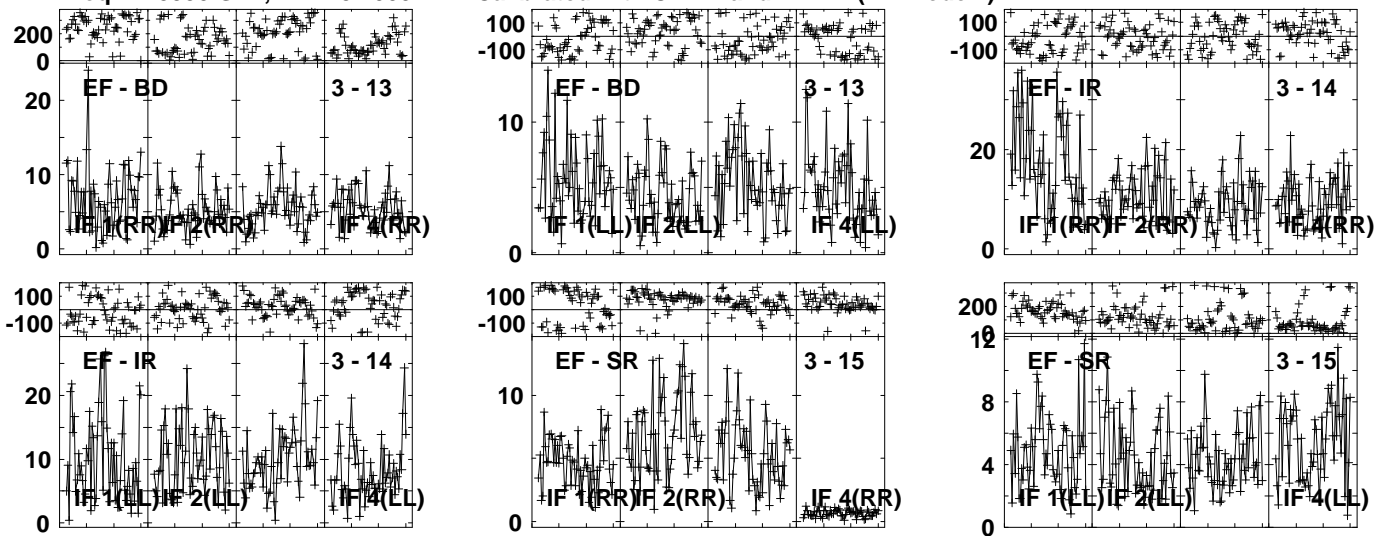 200
0
100
-100
100
-100
EF - BD
3 - 13
EF - BD
3 - 13
EF - IR
3 - 14
20
10
0
10
0
40
20
0
IF 1(RR)
IF 2(RR)
IF 4(RR)
IF 1(LL)
IF 2(LL)
IF 4(LL)
IF 1(RR)
IF 2(RR)
IF 4(RR)
100
-100
100
-100
200
0
EF - IR
3 - 14
EF - SR
3 - 15
EF - SR
3 - 15
20
10
0
10
0
12
8
4
0
IF 1(LL)
IF 2(LL)
IF 4(LL)
IF 1(RR)
IF 2(RR)
IF 4(RR)
IF 1(LL)
IF 2(LL)
IF 4(LL)